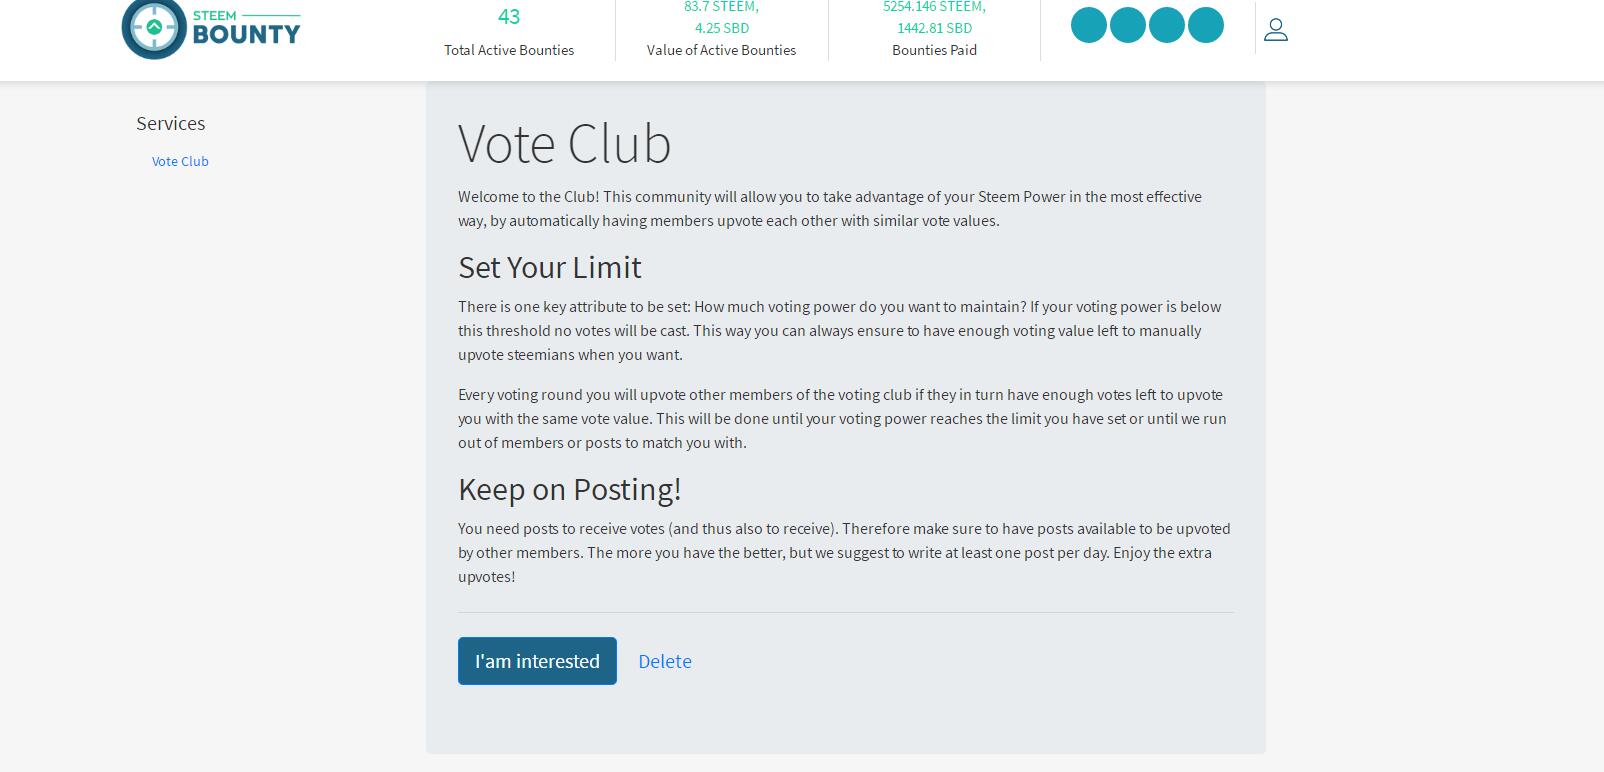 STEEM
BOUNTY
43
Total Active Bounties
83.7 STEEM,
4.25 SBD
Value of Active Bounties
5254.146 STEEM,
1442.81 SBD
Bounties Paid
Services
Vote Club
Vote Club
Welcome to the Club! This community will allow you to take advantage of your Steem Power in the most effective
way, by automatically having members upvote each other with similar vote values.
Set Your Limit
There is one key attribute to be set: How much voting power do you want to maintain? If your voting power is below
this threshold no votes will be cast. This way you can always ensure to have enough voting value left to manually
upvote steemians when you want.
Every voting round you will upvote other members of the voting club if they in turn have enough votes left to upvote
you with the same vote value. This will be done until your voting power reaches the limit you have set or until we run
out of members or posts to match you with.
Keep on Posting!
You need posts to receive votes (and thus also to receive). Therefore make sure to have posts available to be upvoted
by other members. The more you have the better, but we suggest to write at least one post per day. Enjoy the extra
upvotes!
I'am interested
Delete